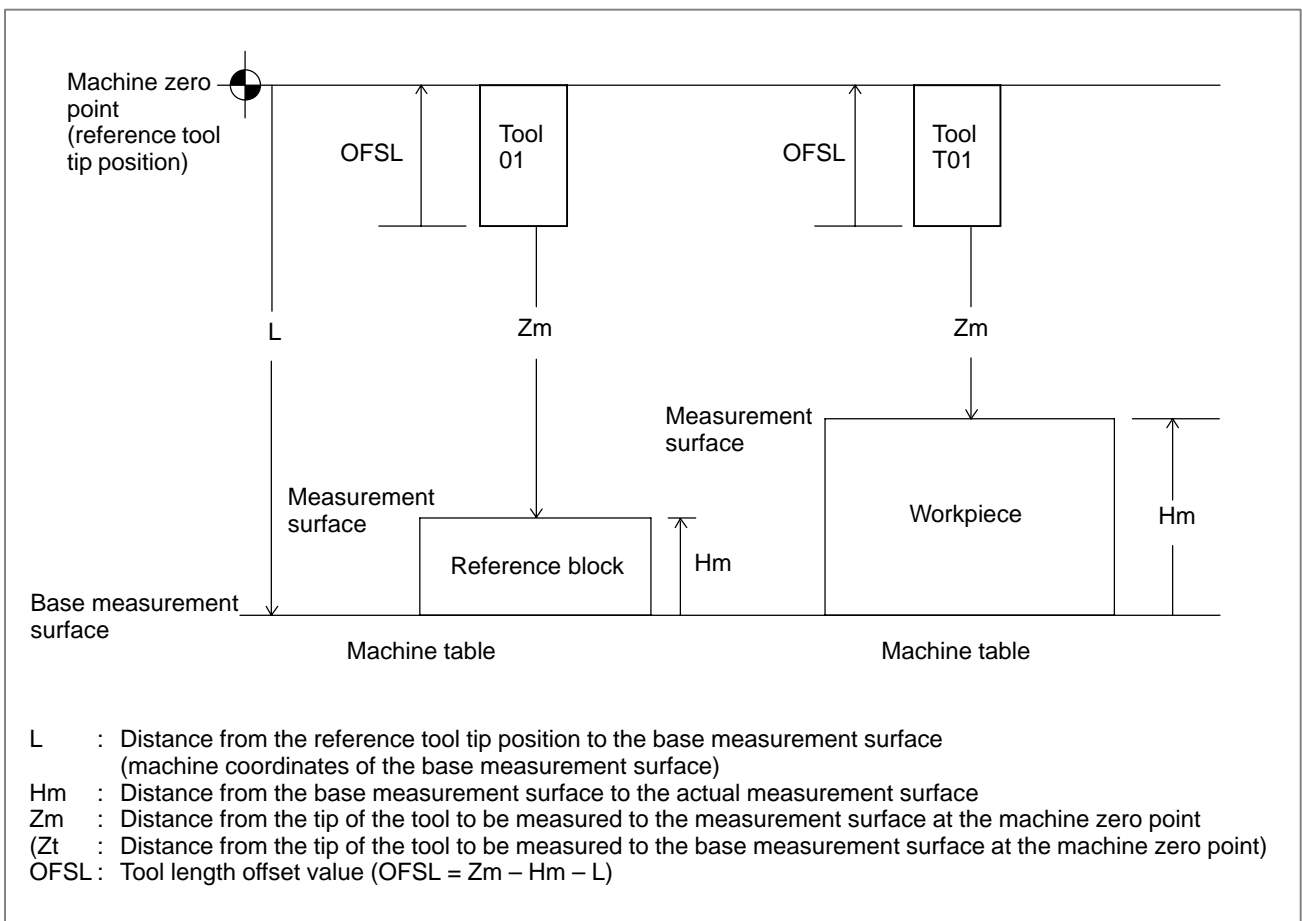 Machine zero
point
(reference tool
tip position)
OFSL
Tool
01
OFSL
Tool
T01
L
Zm
Zm
Measurement
surface
Measurement
surface
Workpiece
Hm
Reference block
Hm
Base measurement
surface
Machine table
Machine table
L : Distance from the reference tool tip position to the base measurement surface
(machine coordinates of the base measurement surface)
Hm : Distance from the base measurement surface to the actual measurement surface
Zm : Distance from the tip of the tool to be measured to the measurement surface at the machine zero point
(Zt : Distance from the tip of the tool to be measured to the base measurement surface at the machine zero point)
OFSL : Tool length offset value (OFSL = Zm – Hm – L)